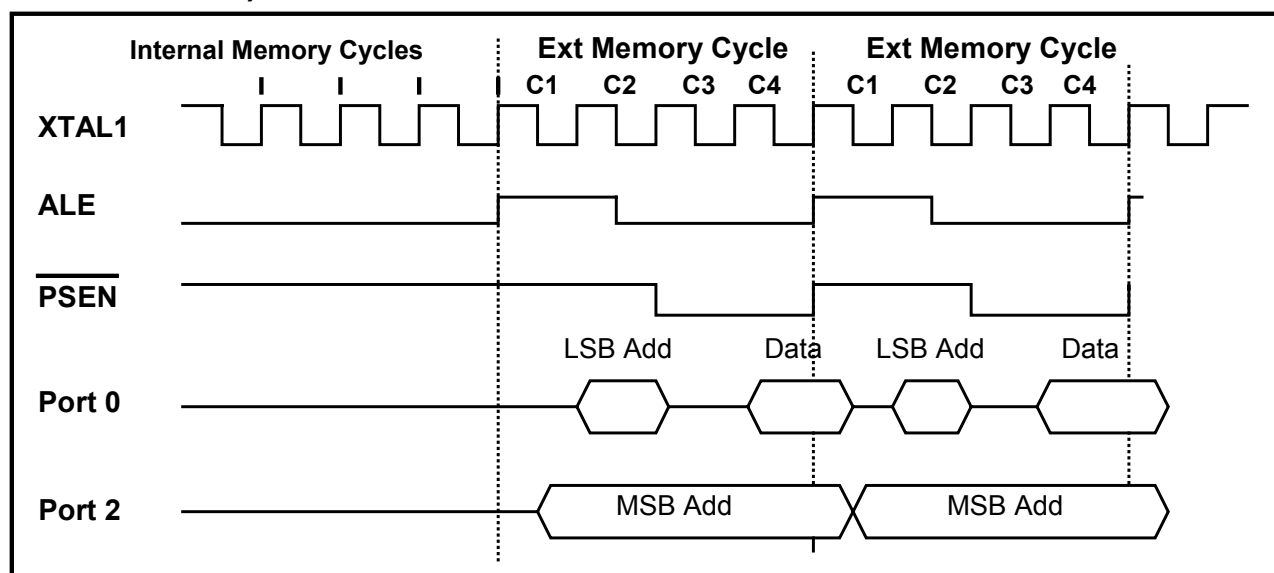 Internal Memory Cycles Ext Memory Cycle Ext Memory Cycle
C1 C2 C3 C4 C1 C2 C3 C4
XTAL1
ALE
PSEN
LSB Add Data LSB Add Data
Port 0
Port 2 MSB Add MSB Add